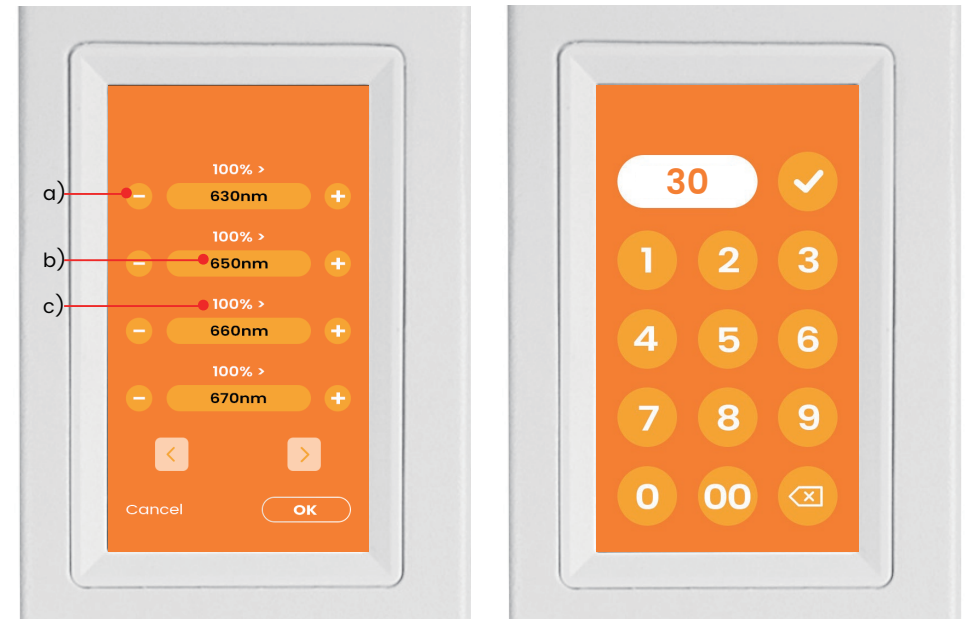 100% >
a) − 630nm +
100% >
b) − 650nm +
c) 100% >
− 660nm +
100% >
− 670nm +
< >
Cancel OK
30
1 2 3
4 5 6
7 8 9
0 00